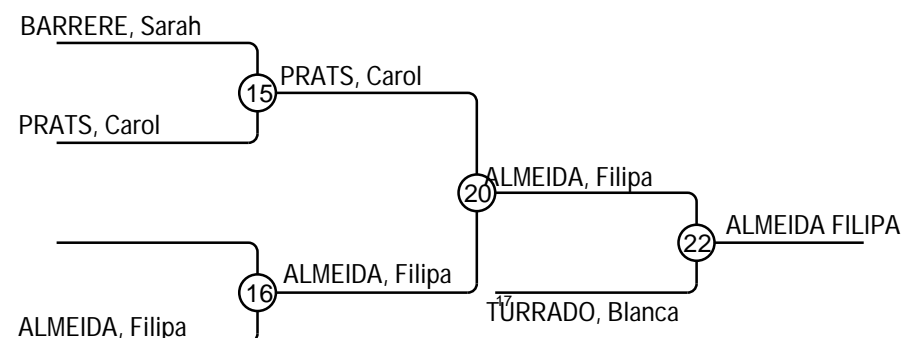 BARRERE, Sarah
15
PRATS, Carol
PRATS, Carol
20
ALMEIDA, Filipa
22
ALMEIDA FILIPA
16
ALMEIDA, Filipa
17
TURRADO, Blanca
ALMEIDA, Filipa